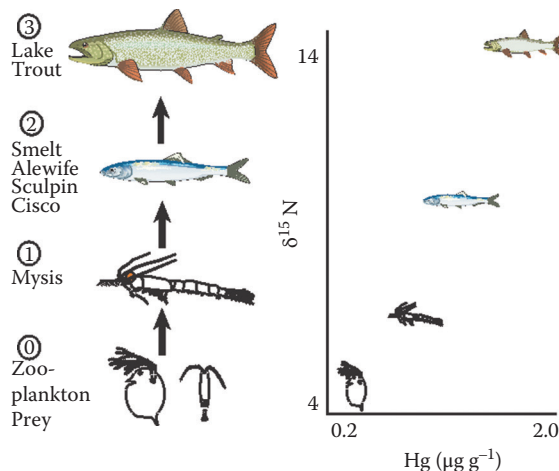 ③
Lake
Trout
②
Smelt
Alewife
Sculpin
Cisco
①
Mysis
⓪
Zoo-
plankton
Prey
14
δ¹⁵ N
4
0.2
2.0
Hg (μg g⁻¹)